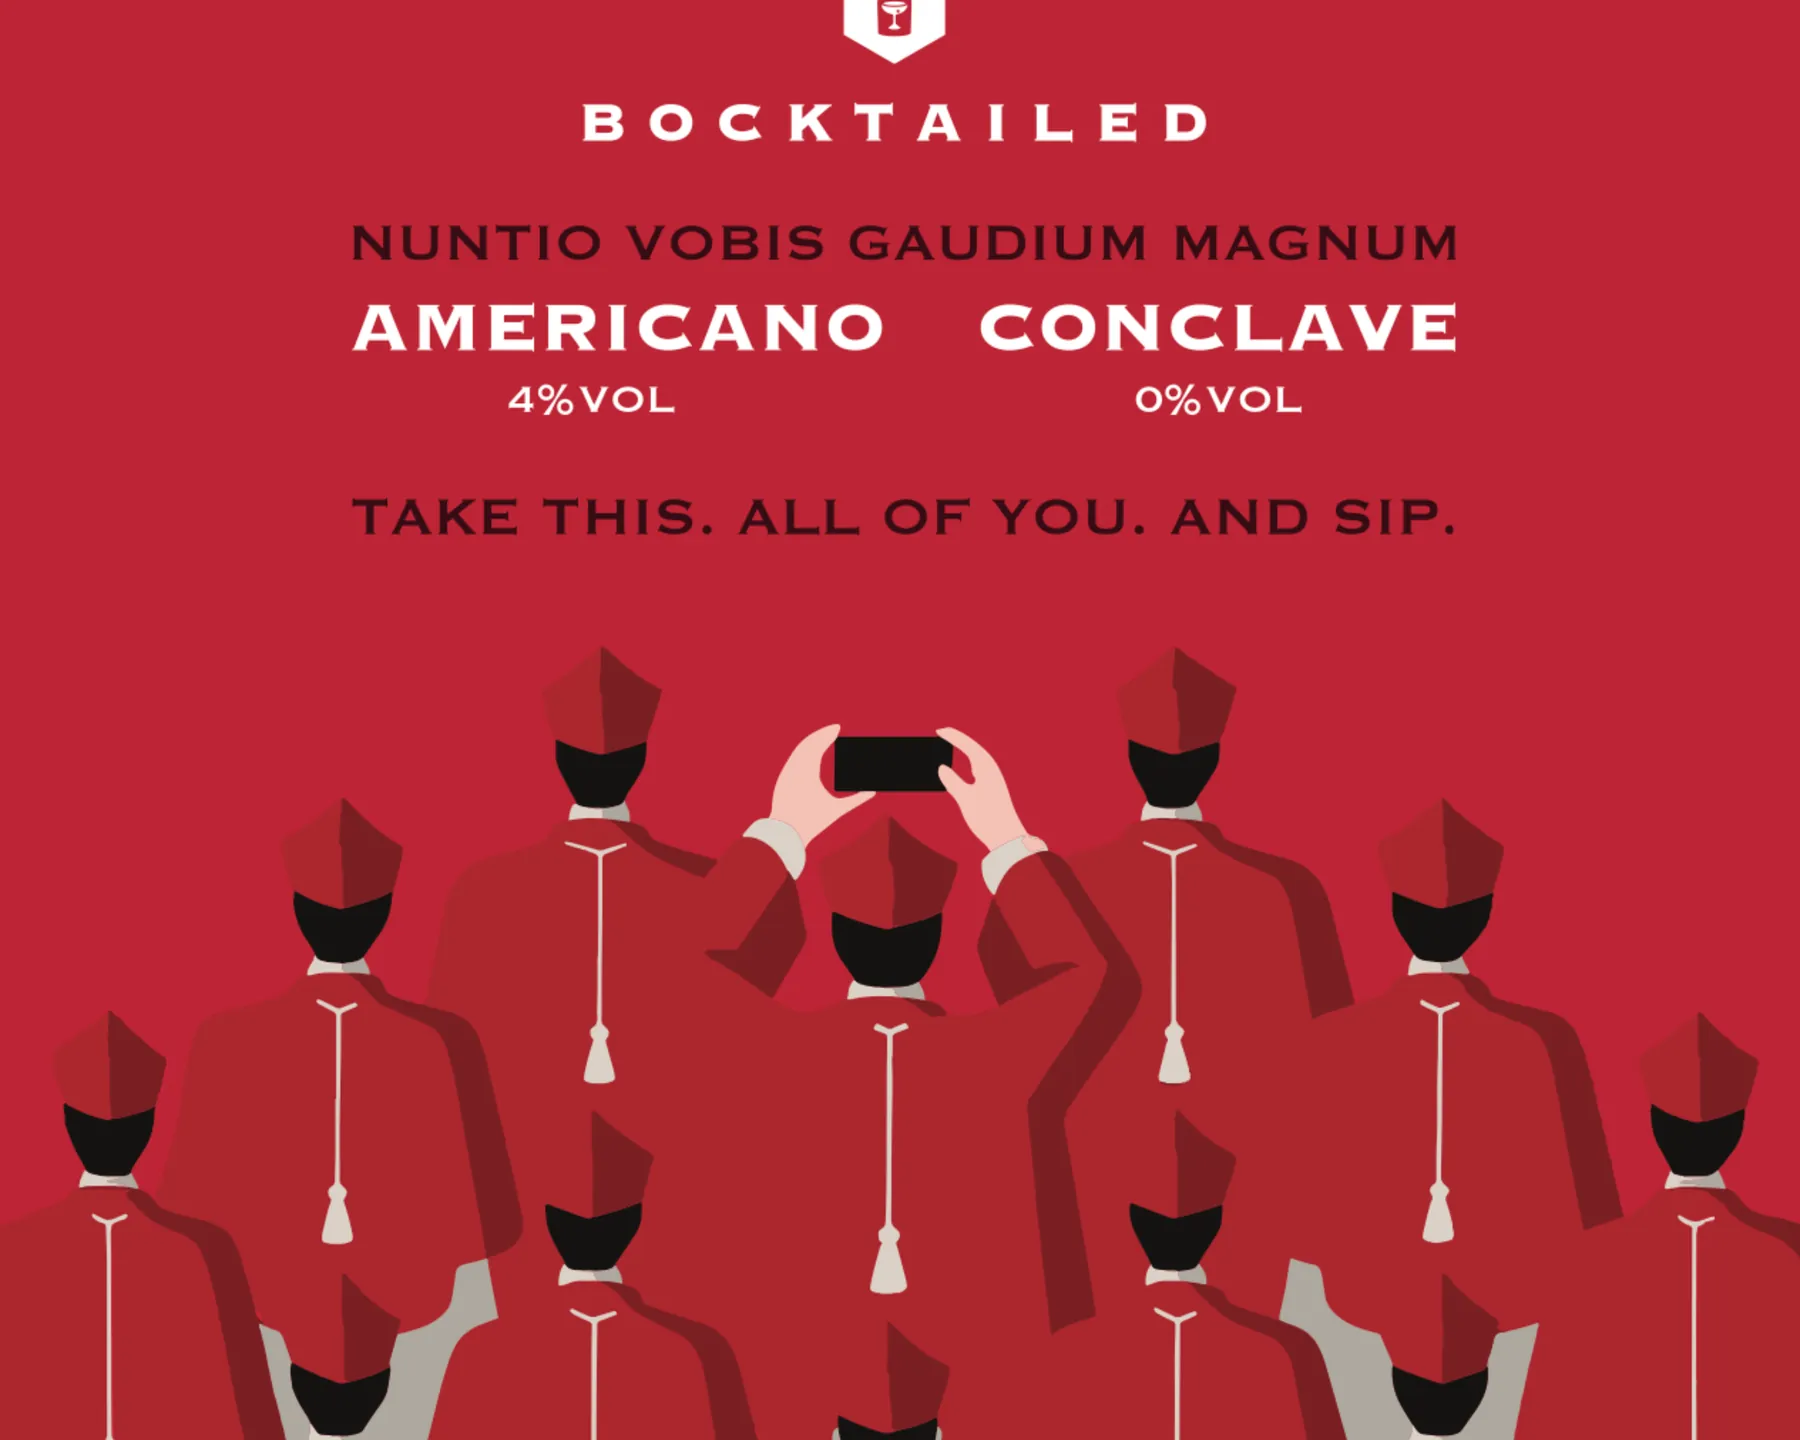 BOCKTAILED
NUNTIO VOBIS GAUDIUM MAGNUM
AMERICANO CONCLAVE
4%VOL 0%VOL
TAKE THIS. ALL OF YOU. AND SIP.